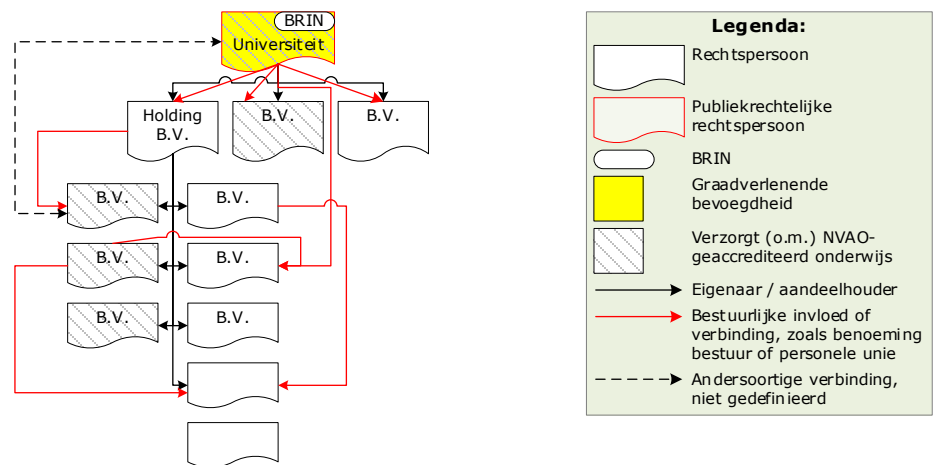 BRIN
Universiteit
Holding
B.V.
B.V.
B.V.
B.V.
B.V.
B.V.
B.V.
B.V.
B.V.
Legenda:
Rechtspersoon
Publiekrechtelijke
rechtspersoon
BRIN
Graadverlenende
bevoegdheid
Verzorgt (o.m.) NVAO-
geaccrediteerd onderwijs
Eigenaar / aandeelhouder
Bestuurlijke invloed of
verbinding, zoals benoeming
bestuur of personele unie
Andersoortige verbinding,
niet gedefinieerd